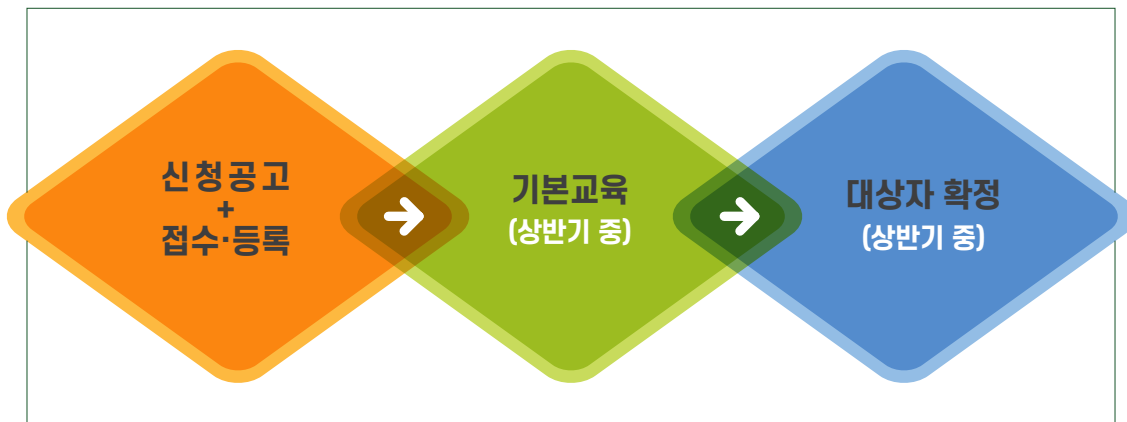 신청공고
+
접수·등록
기본교육
(상반기 중)
대상자 확정
(상반기 중)